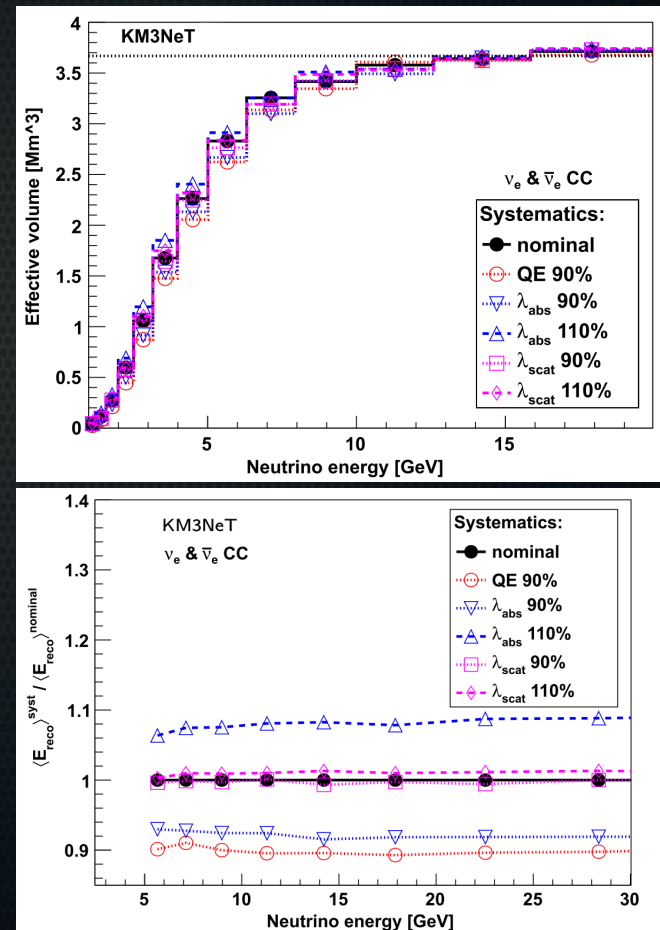 KM3NeT
Effective volume [Mm^3]
4
3.5
3
2.5
2
1.5
1
0.5
0
νe & ν̅e CC
Systematics:
nominal
QE 90%
λabs 90%
λabs 110%
λscat 90%
λscat 110%
5 10 15
Neutrino energy [GeV]
KM3NeT
νe & ν̅e CC
⟨Ereco⟩syst / ⟨Ereco⟩nominal
1.4
1.3
1.2
1.1
1
0.9
Systematics:
nominal
QE 90%
λabs 90%
λabs 110%
λscat 90%
λscat 110%
5 10 15 20 25 30
Neutrino energy [GeV]